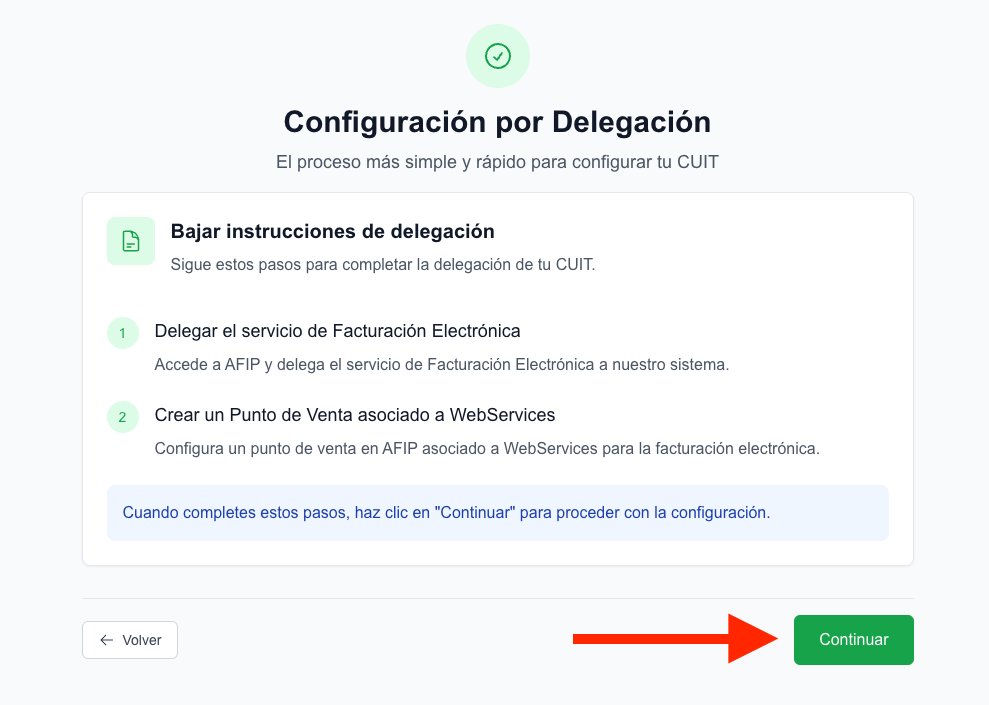 Configuración por Delegación
El proceso más simple y rápido para configurar tu CUIT
Bajar instrucciones de delegación
Sigue estos pasos para completar la delegación de tu CUIT.
1
Delegar el servicio de Facturación Electrónica
Accede a AFIP y delega el servicio de Facturación Electrónica a nuestro sistema.
2
Crear un Punto de Venta asociado a WebServices
Configura un punto de venta en AFIP asociado a WebServices para la facturación electrónica.
Cuando completes estos pasos, haz clic en "Continuar" para proceder con la configuración.
Volver
Continuar